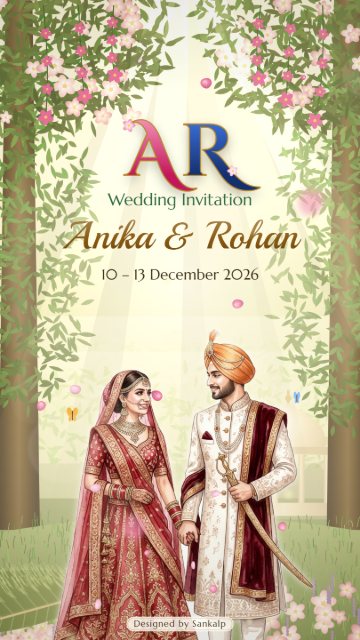 AR
Wedding Invitation
Anika & Rohan
10 – 13 December 2026
Designed by Sankalp